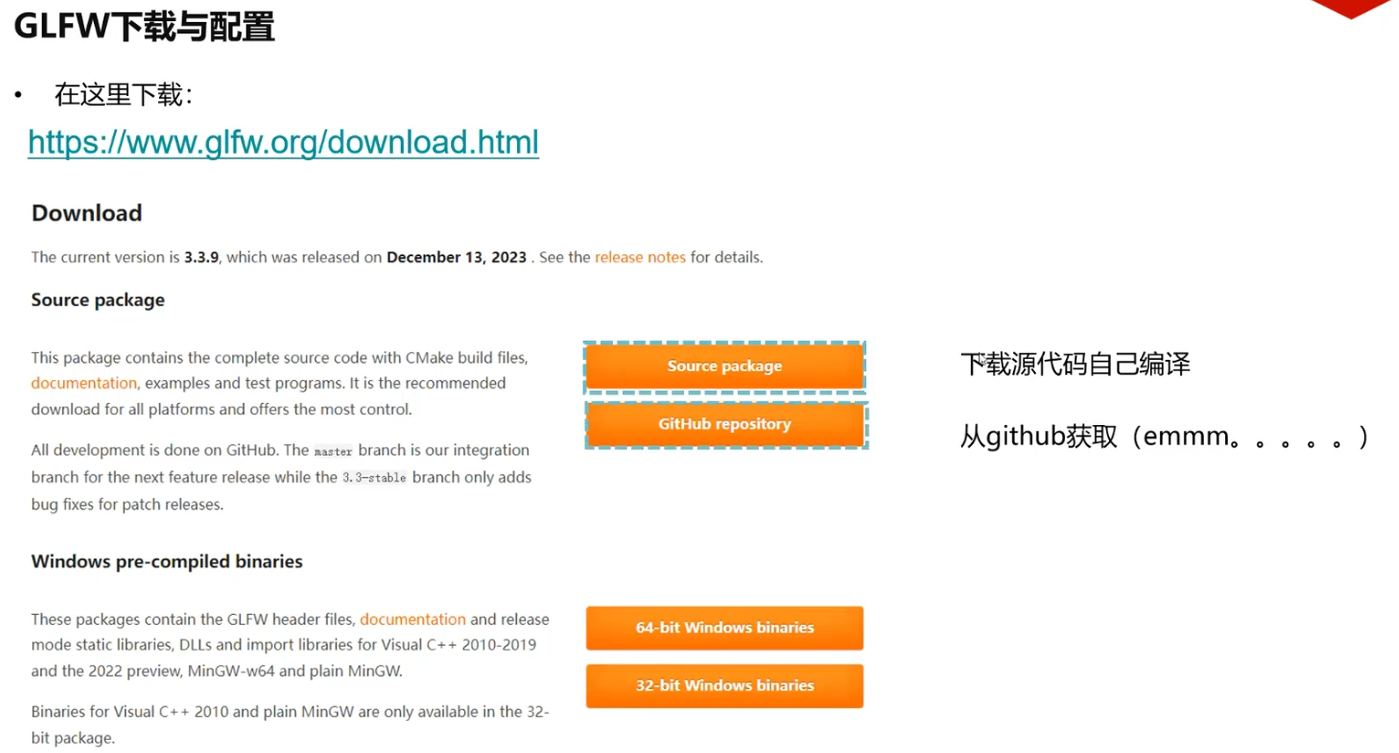 GLFW下载与配置
• 在这里下载：
https://www.glfw.org/download.html
Download
The current version is 3.3.9, which was released on December 13, 2023 . See the release notes for details.
Source package
This package contains the complete source code with CMake build files,
documentation, examples and test programs. It is the recommended
download for all platforms and offers the most control.
All development is done on GitHub. The master branch is our integration
branch for the next feature release while the 3.3-stable branch only adds
bug fixes for patch releases.
Source package
GitHub repository
下载源代码自己编译
从github获取（emmm。。。。。）
Windows pre-compiled binaries
These packages contain the GLFW header files, documentation and release
mode static libraries, DLLs and import libraries for Visual C++ 2010-2019
and the 2022 preview, MinGW-w64 and plain MinGW.
Binaries for Visual C++ 2010 and plain MinGW are only available in the 32-
bit package.
64-bit Windows binaries
32-bit Windows binaries